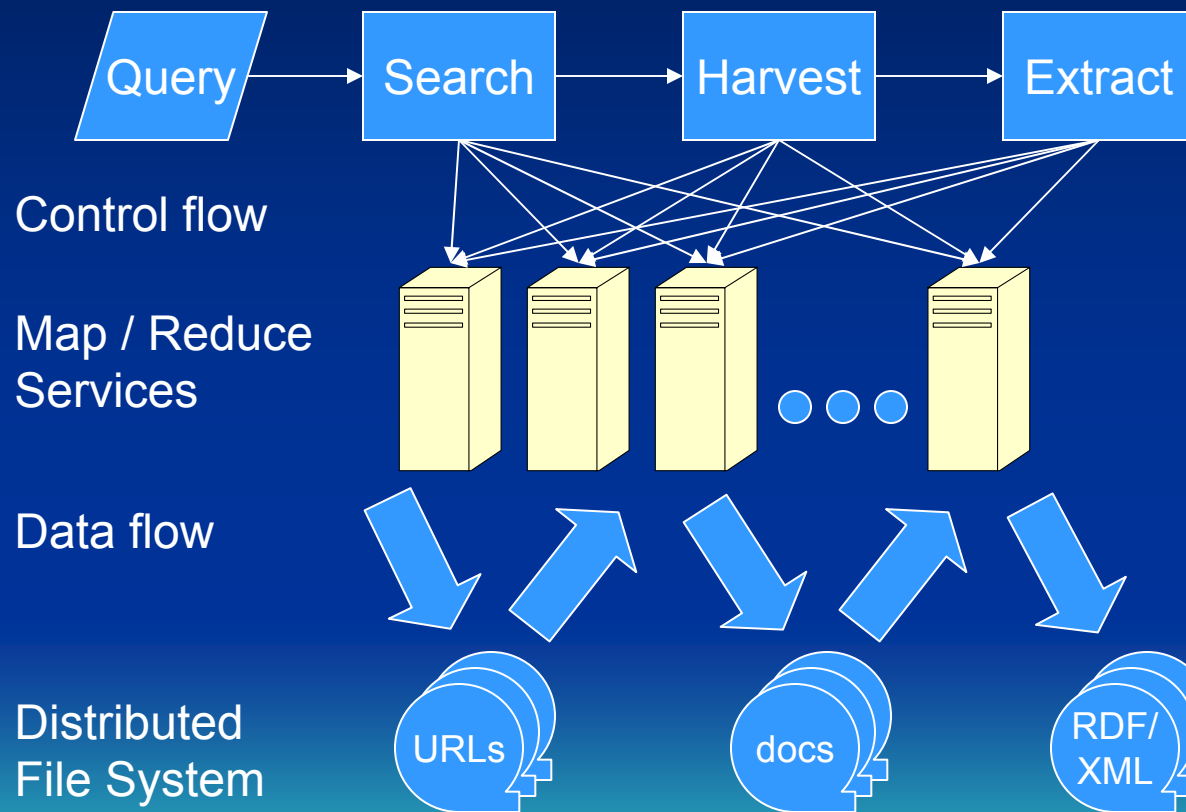 Query
Search
Harvest
Extract
Control flow
Map / Reduce
Services
Data flow
Distributed
File System
URLs
docs
RDF/
XML